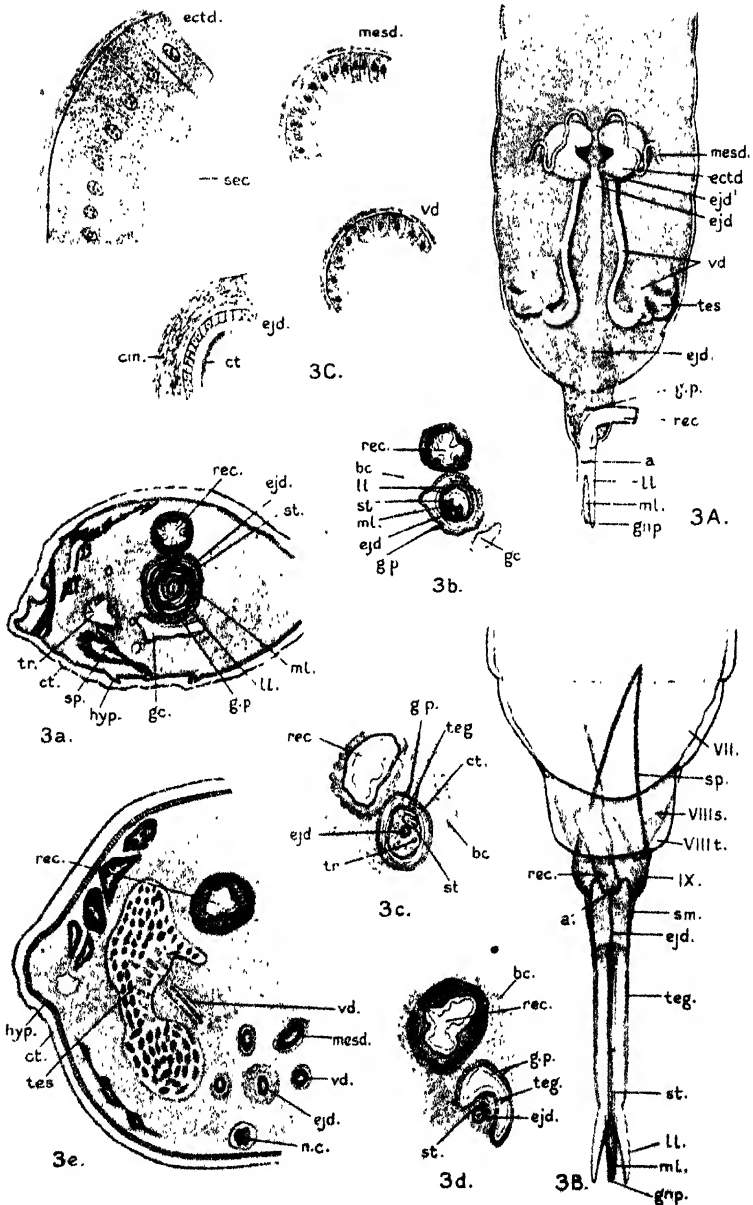 ectd.
mesd.
sec
vd
ejd.
cm.
ct
3C.
mesd.
ectd
ejd'
ejd
vd
tes
ejd.
g.p.
rec
a
ll
ml.
gnp
3A.
rec.
bc
ll
st
ml.
ejd
g.p
gc
3b
rec.
ejd.
st.
tr.
ct.
sp.
hyp.
gc.
g.p
ll.
ml.
3a.
rec
g p.
teg
ct.
ejd
tr
st
bc
3c.
VII.
sp.
VIII s.
VIII t.
rec.
IX.
a.
sm.
ejd.
teg.
st.
ll.
ml.
gnp.
3B.
rec.
hyp.
ct.
tes
vd.
mesd.
vd.
ejd.
n.c.
3e.
bc.
rec.
g.p.
teg.
ejd.
st.
3d.